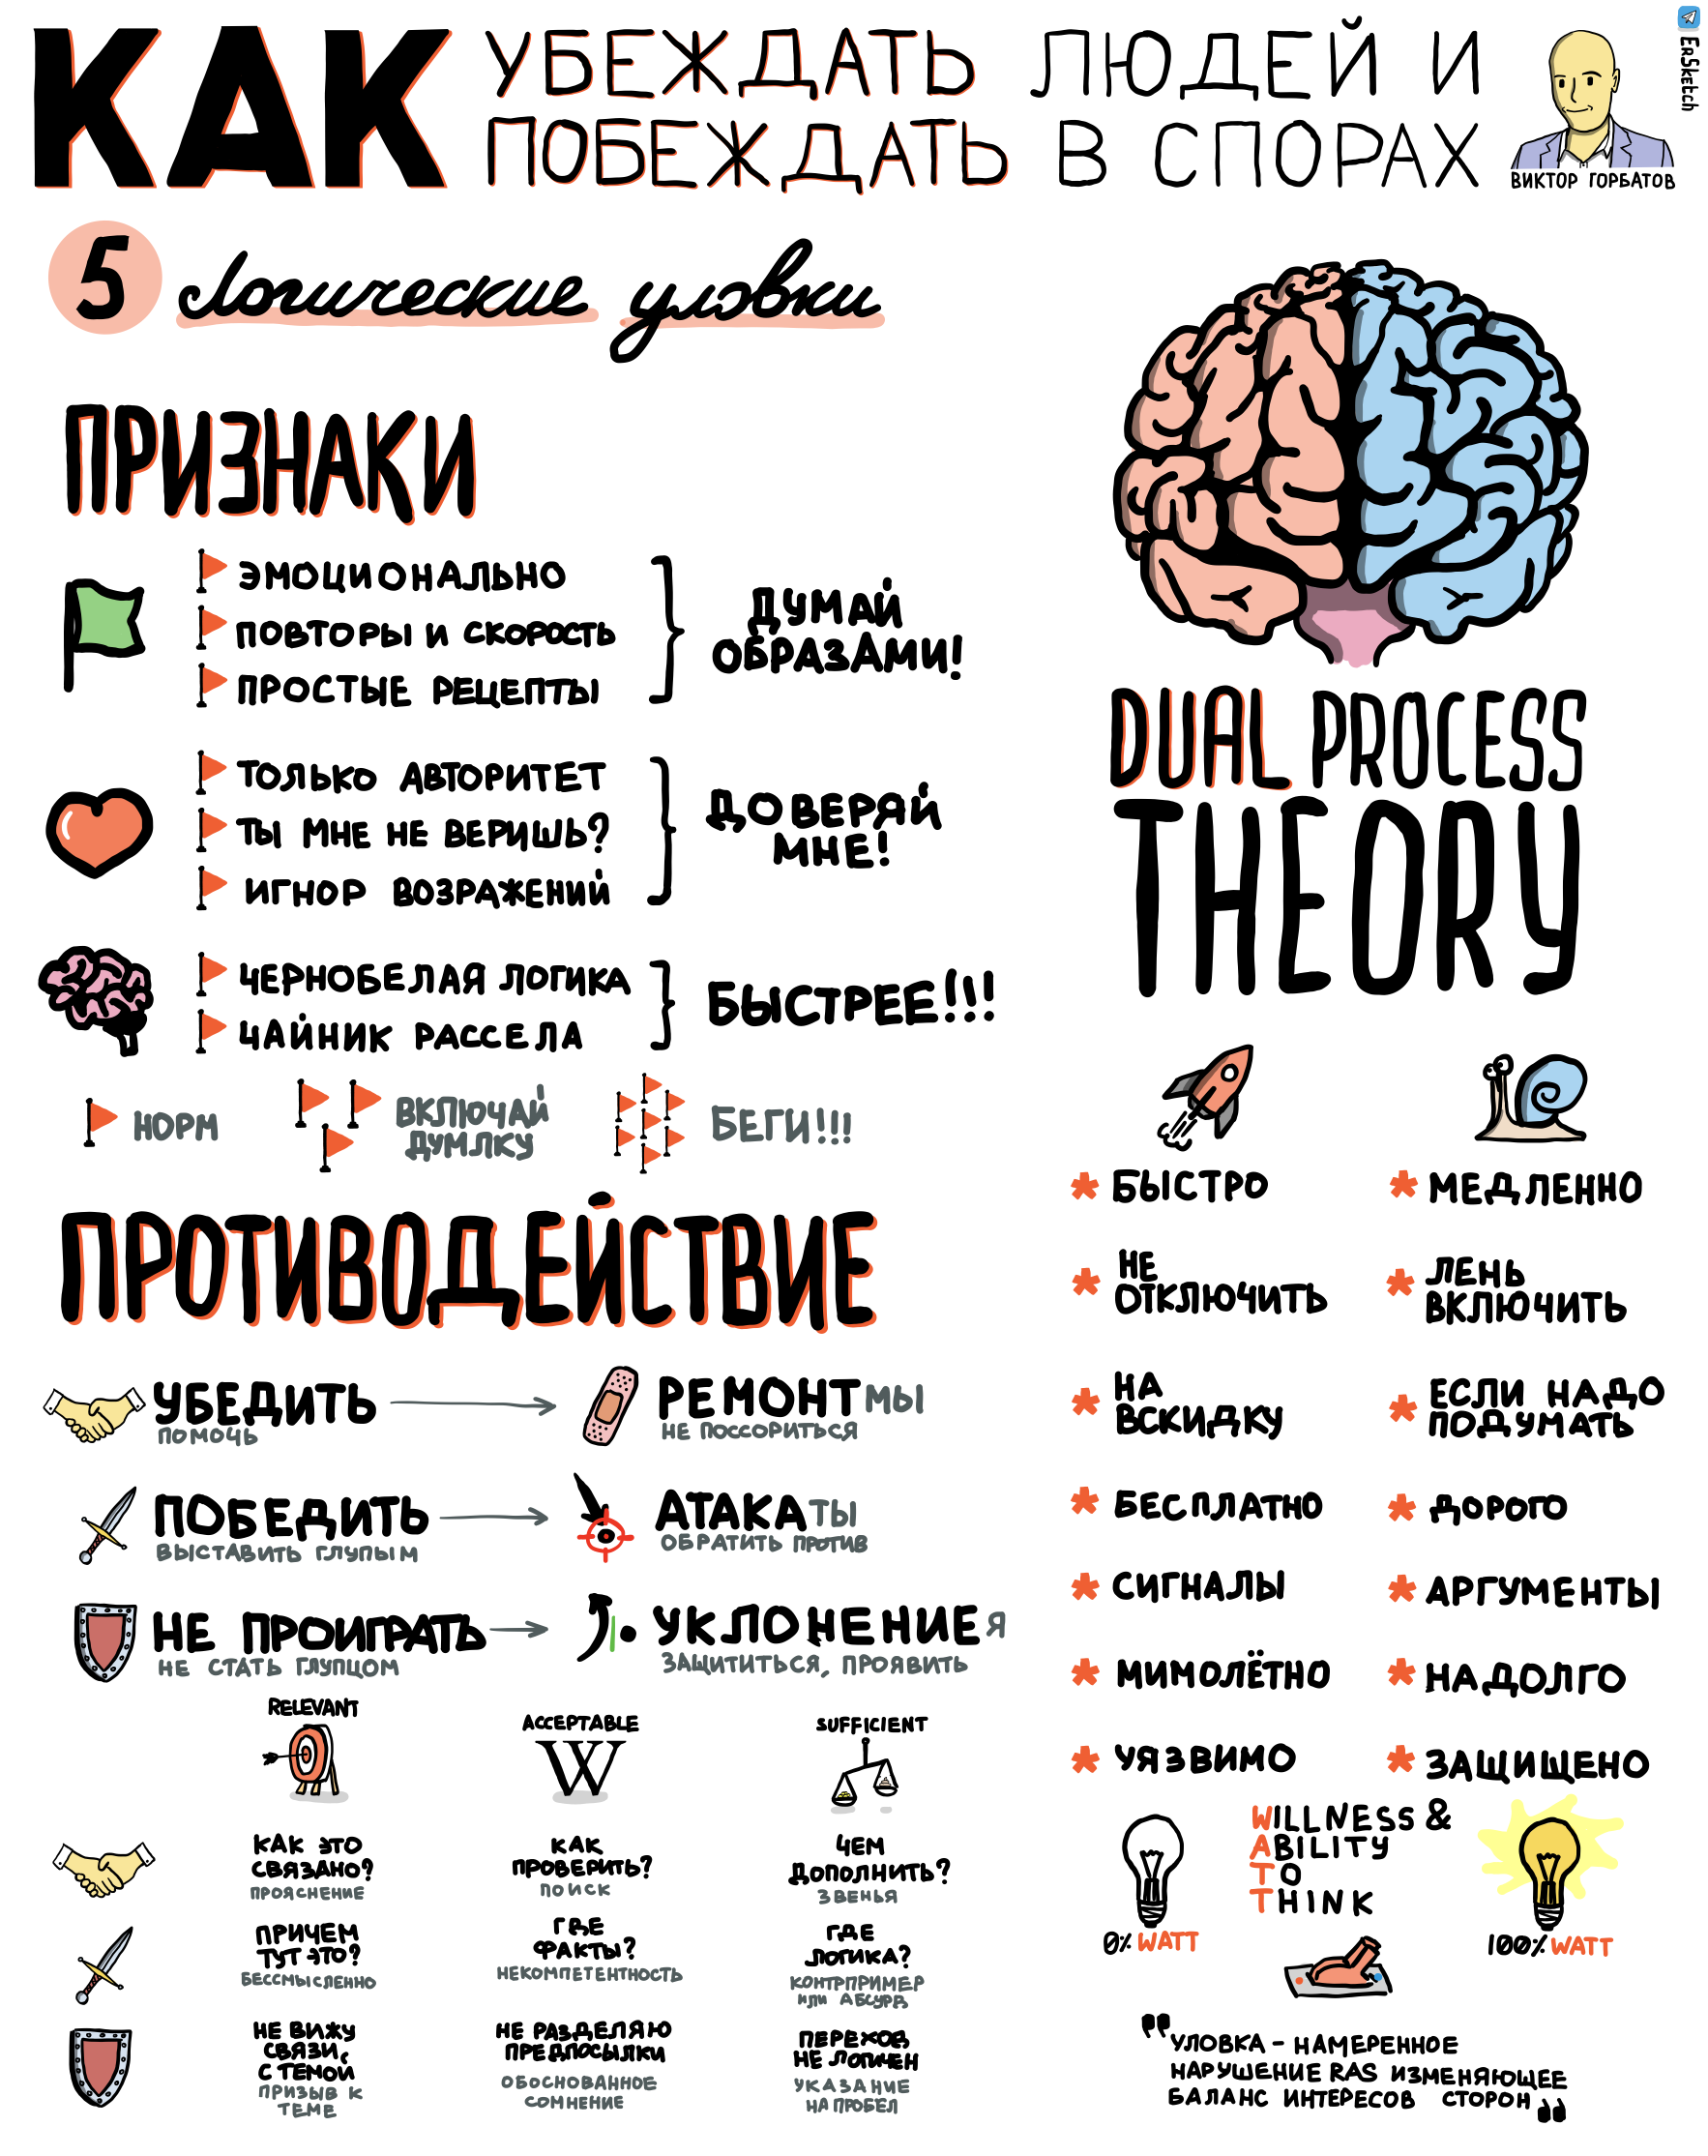 КАК УБЕЖДАТЬ ЛЮДЕЙ И
ПОБЕЖДАТЬ В СПОРАХ
ВИКТОР ГОРБАТОВ
ERSKETCH
5 Логические уловки
ПРИЗНАКИ
ЭМОЦИОНАЛЬНО
ПОВТОРЫ И СКОРОСТЬ
ПРОСТЫЕ РЕЦЕПТЫ
ДУМАЙ
ОБРАЗАМИ!
ТОЛЬКО АВТОРИТЕТ
ТЫ МНЕ НЕ ВЕРИШЬ?
ИГНОР ВОЗРАЖЕНИЙ
ДОВЕРЯЙ
МНЕ!
ЧЕРНОБЕЛАЯ ЛОГИКА
ЧАЙНИК РАССЕЛА
БЫСТРЕЕ!!!
НОРМ
ВКЛЮЧАЙ
ДУМЛКУ
БЕГИ!!!
ПРОТИВОДЕЙСТВИЕ
УБЕДИТЬ
ПОМОЧЬ
РЕМОНТ МЫ
НЕ ПОССОРИТЬСЯ
ПОБЕДИТЬ
ВЫСТАВИТЬ ГЛУПЫМ
АТАКА ТЫ
ОБРАТИТЬ ПРОТИВ
НЕ ПРОИГРАТЬ
НЕ СТАТЬ ГЛУПЦОМ
УКЛОНЕНИЕ Я
ЗАЩИТИТЬСЯ, ПРОЯВИТЬ
RELEVANT
ACCEPTABLE
W
SUFFICIENT
КАК ЭТО
СВЯЗАНО?
ПРОЯСНЕНИЕ
КАК
ПРОВЕРИТЬ?
ПОИСК
ЧЕМ
ДОПОЛНИТЬ?
ЗВЕНЬЯ
ПРИЧЕМ
ТУТ ЭТО?
БЕССМЫСЛЕННО
ГДЕ
ФАКТЫ?
НЕКОМПЕТЕНТНОСТЬ
ГДЕ
ЛОГИКА?
КОНТРПРИМЕР
ИЛИ АБСУРД
НЕ ВИЖУ
СВЯЗИ,
С ТЕМОЙ
ПРИЗЫВ К
ТЕМЕ
НЕ РАЗДЕЛЯЮ
ПРЕДПОСЫЛКИ
ОБОСНОВАННОЕ
СОМНЕНИЕ
ПЕРЕХОД
НЕ ЛОГИЧЕН
УКАЗАНИЕ
НА ПРОБЕЛ
DUAL PROCESS
THEORY
* БЫСТРО
* МЕДЛЕННО
* НЕ
ОТКЛЮЧИТЬ
* ЛЕНЬ
ВКЛЮЧИТЬ
* НА
ВСКИДКУ
* ЕСЛИ НАДО
ПОДУМАТЬ
* БЕСПЛАТНО
* ДОРОГО
* СИГНАЛЫ
* АРГУМЕНТЫ
* МИМОЛЁТНО
* НАДОЛГО
* УЯЗВИМО
* ЗАЩИЩЕНО
WILLNESS &
ABILITY
TO
THINK
0% WATT
100% WATT
"УЛОВКА - НАМЕРЕННОЕ
НАРУШЕНИЕ RAS ИЗМЕНЯЮЩЕЕ
БАЛАНС ИНТЕРЕСОВ СТОРОН"